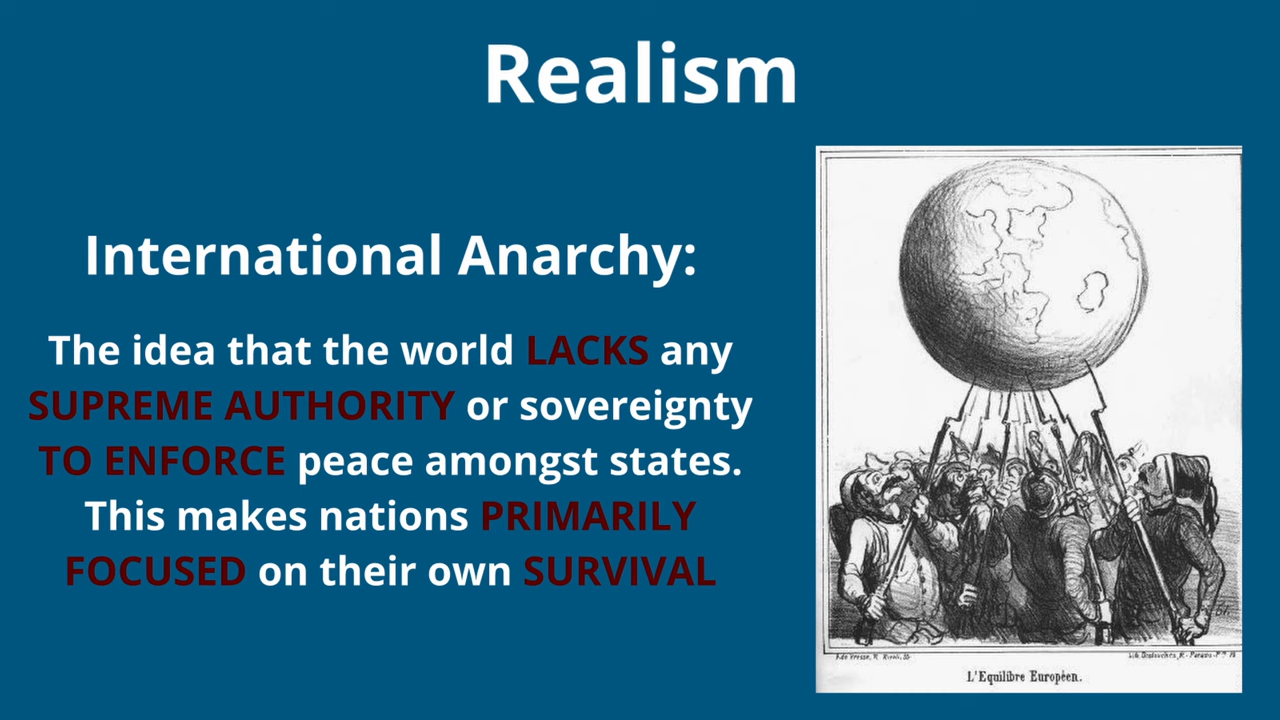 Realism
International Anarchy:
The idea that the world LACKS any
SUPREME AUTHORITY or sovereignty
TO ENFORCE peace amongst states.
This makes nations PRIMARILY
FOCUSED on their own SURVIVAL
L'Equilibre Européen.